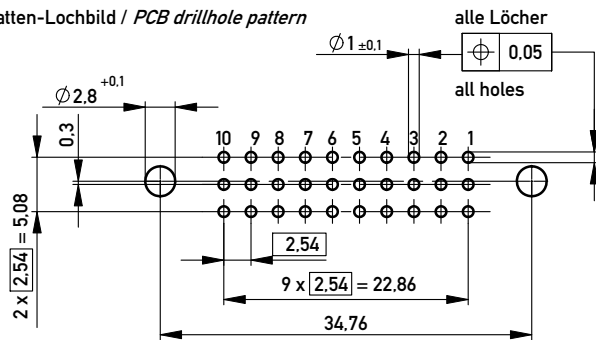 atten-Lochbild / PCB drillhole pattern
alle Löcher
Ø1 ±0,1
⌖ 0,05
all holes
Ø2,8 +0,1
0,3
10 9 8 7 6 5 4 3 2 1
2 x 2,54 = 5,08
2,54
9 x 2,54 = 22,86
34,76